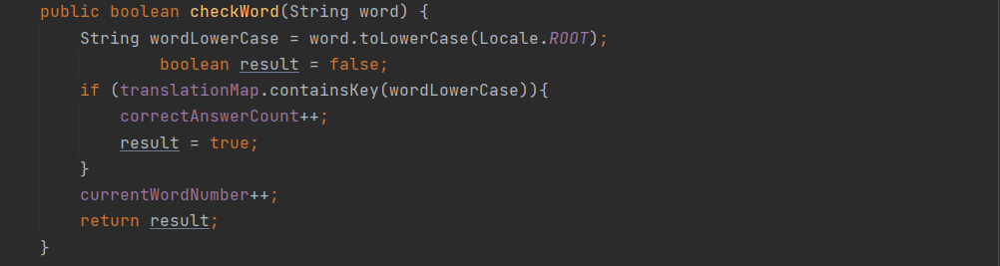 public boolean checkWord(String word) {
    String wordLowerCase = word.toLowerCase(Locale.ROOT);
            boolean result = false;
    if (translationMap.containsKey(wordLowerCase)){
        correctAnswerCount++;
        result = true;
    }
    currentWordNumber++;
    return result;
}